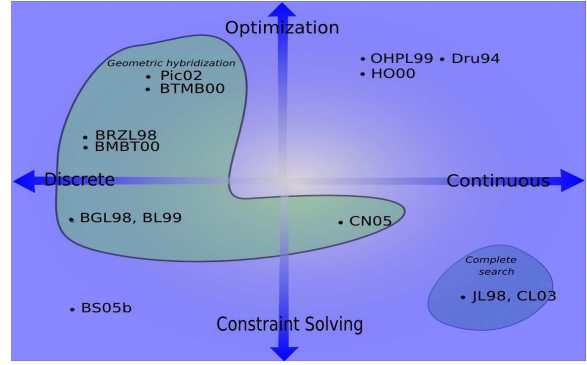 Optimization
Geometric hybridization
Pic02
BTMB00
OHPL99 Dru94
HO00
BRZL98
BMBT00
Discrete
Continuous
BGL98, BL99
CN05
Complete
search
JL98, CL03
BS05b
Constraint Solving